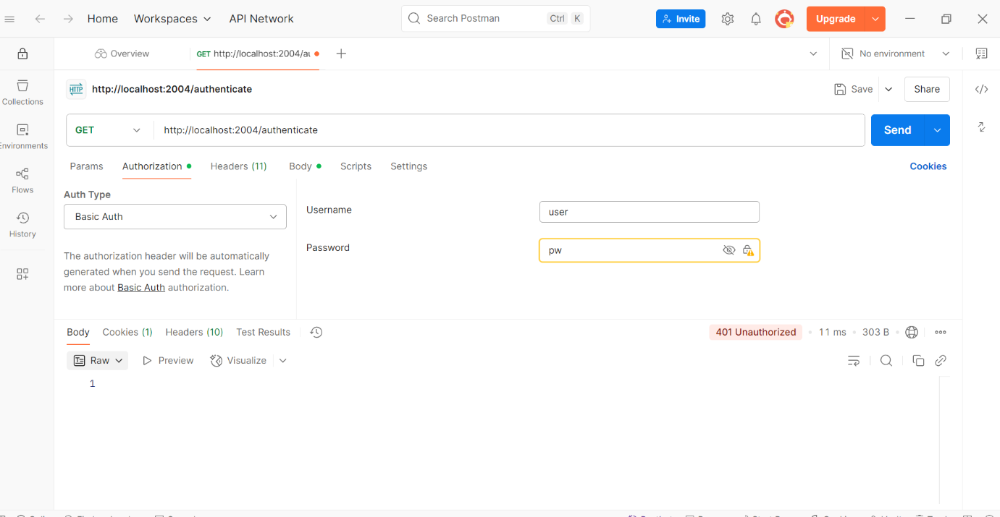 Home Workspaces API Network Search Postman Ctrl K Invite Upgrade
Overview GET http://localhost:2004/au No environment
HTTP http://localhost:2004/authenticate Save Share
Collections
GET http://localhost:2004/authenticate Send
Environments
Params Authorization Headers (11) Body Scripts Settings Cookies
Flows
Auth Type
Basic Auth
Username user
History
Password pw
The authorization header will be automatically
generated when you send the request. Learn
more about Basic Auth authorization.
Body Cookies (1) Headers (10) Test Results 401 Unauthorized 11 ms 303 B
Raw Preview Visualize
1